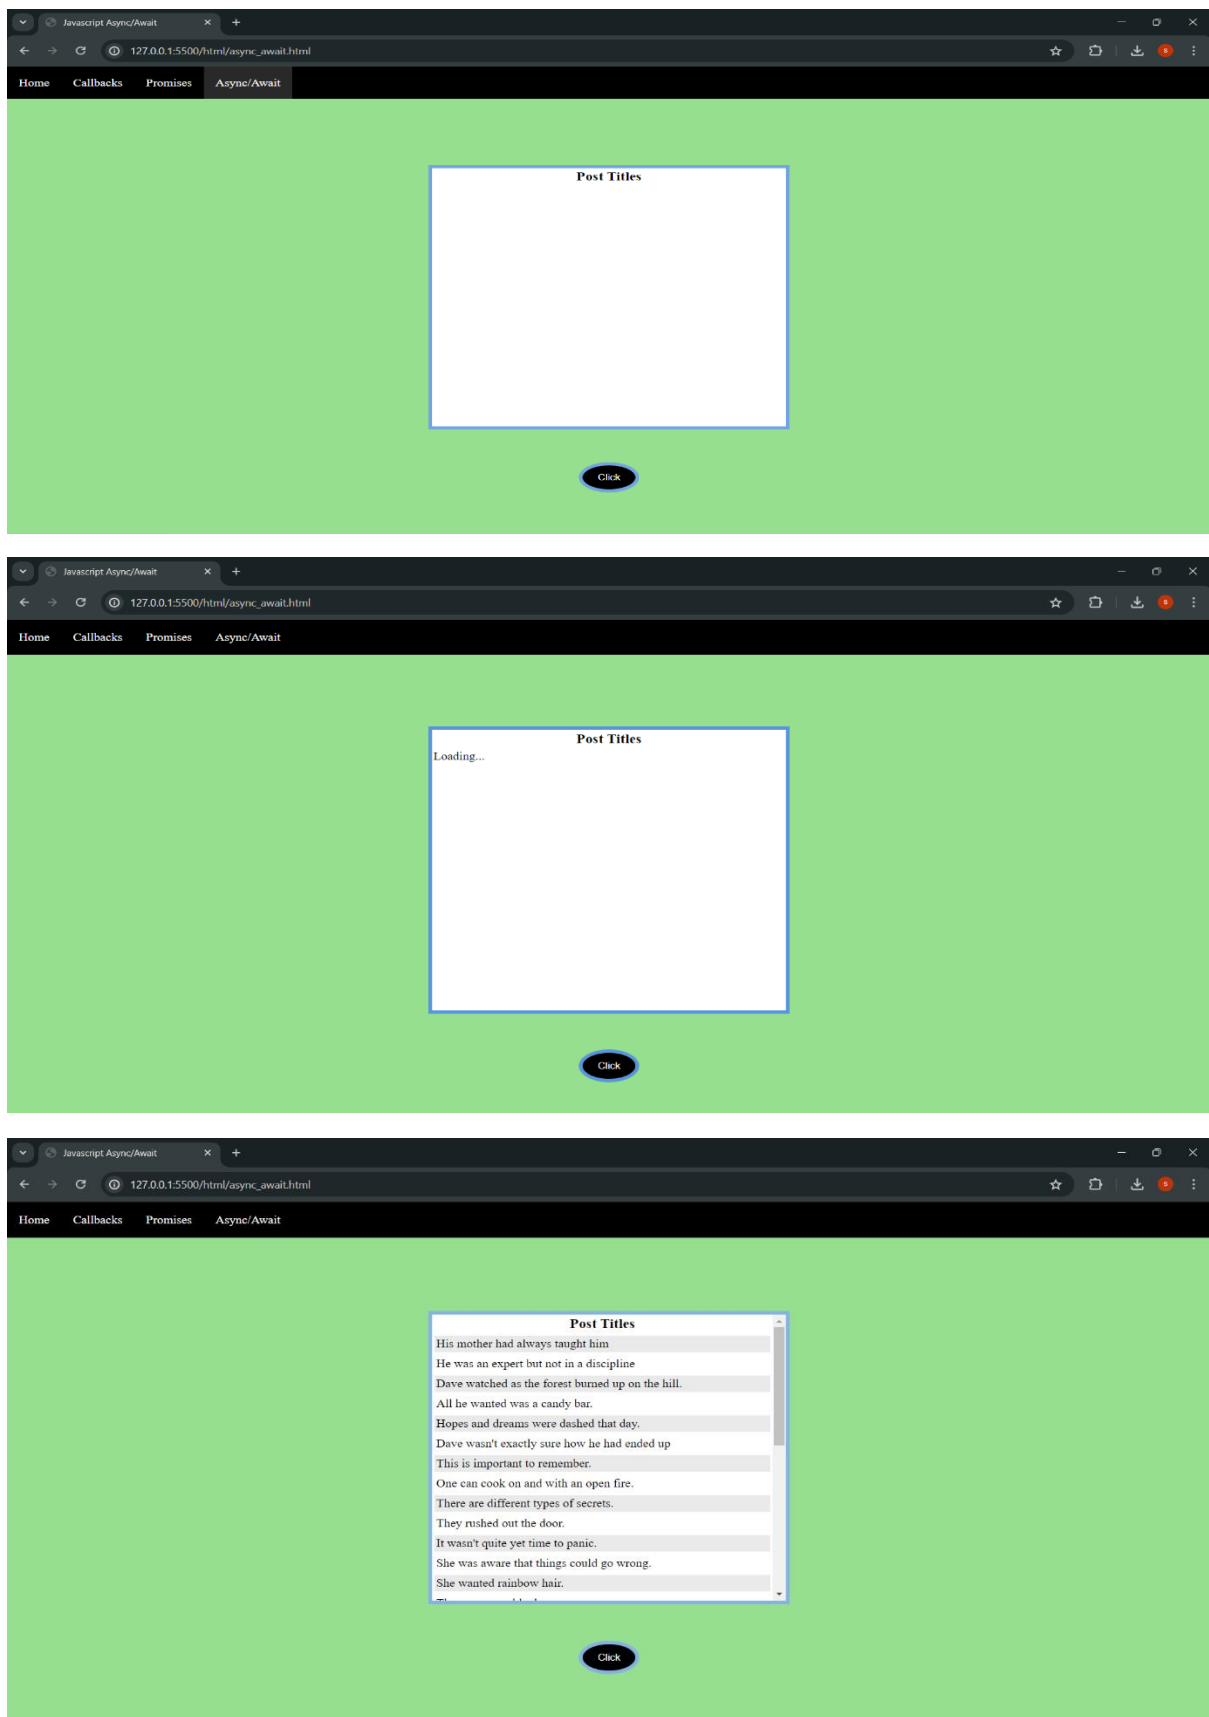 Javascript Async/Await
127.0.0.1:5500/html/async_await.html
S
Home Callbacks Promises Async/Await
Post Titles
Click
Javascript Async/Await
127.0.0.1:5500/html/async_await.html
S
Home Callbacks Promises Async/Await
Post Titles
Loading...
Click
Javascript Async/Await
127.0.0.1:5500/html/async_await.html
S
Home Callbacks Promises Async/Await
Post Titles
His mother had always taught him
He was an expert but not in a discipline
Dave watched as the forest burned up on the hill.
All he wanted was a candy bar.
Hopes and dreams were dashed that day.
Dave wasn't exactly sure how he had ended up
This is important to remember.
One can cook on and with an open fire.
There are different types of secrets.
They rushed out the door.
It wasn't quite yet time to panic.
She was aware that things could go wrong.
She wanted rainbow hair.
Click